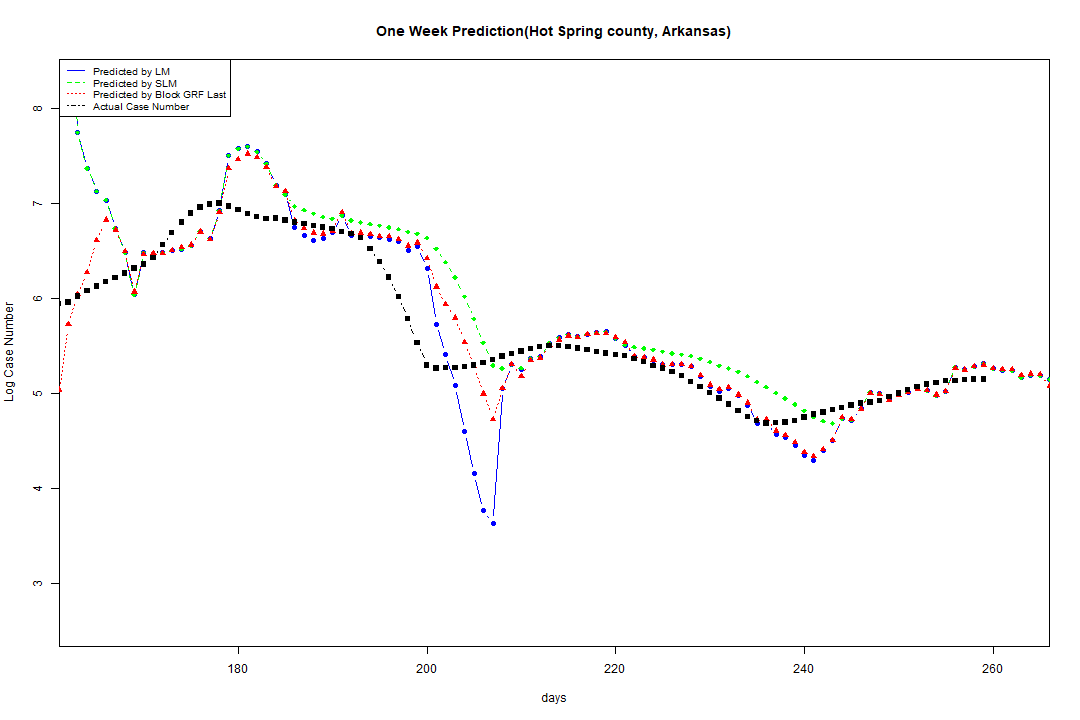 One Week Prediction(Hot Spring county, Arkansas)
Predicted by LM
Predicted by SLM
Predicted by Block GRF Last
Actual Case Number
8
7
6
5
4
3
Log Case Number
180 200 220 240 260
days